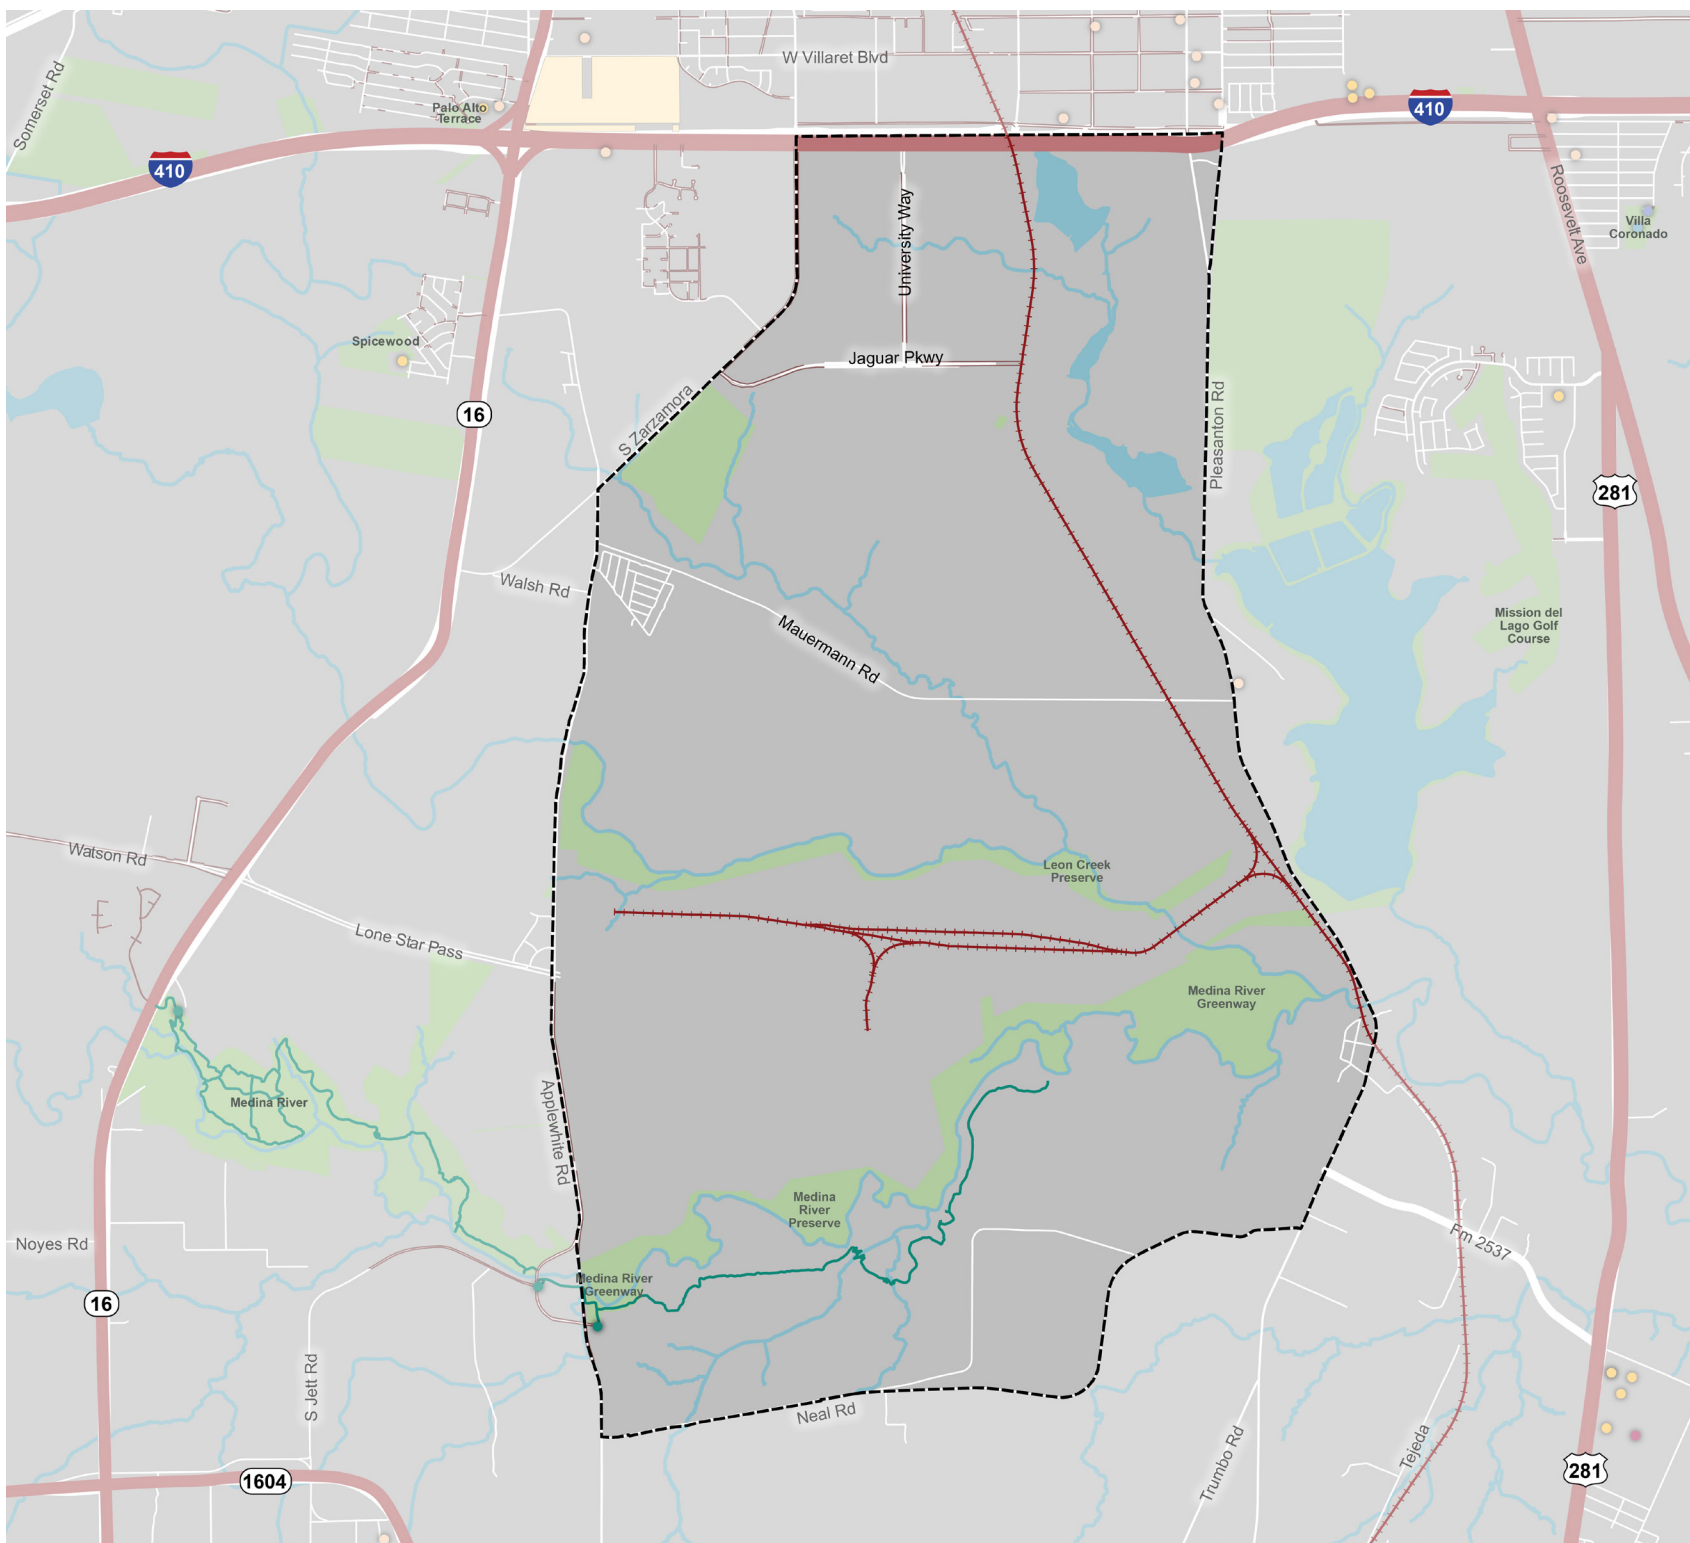 W Villaret Blvd
Somerset Rd
Palo Alto
Terrace
410
410
Roosevelt Ave
Villa
Coronado
University Way
Spicewood
Jaguar Pkwy
16
S Zarzamora
Pleasanton Rd
281
Walsh Rd
Mauermann Rd
Mission del
Lago Golf
Course
Watson Rd
Leon Creek
Preserve
Lone Star Pass
Medina River
Greenway
Medina River
Applewhite Rd
Medina
River
Preserve
Noyes Rd
Fm 2537
Medina River
Greenway
16
S Jett Rd
Neal Rd
Trumbo Rd
Tejeda
1604
281